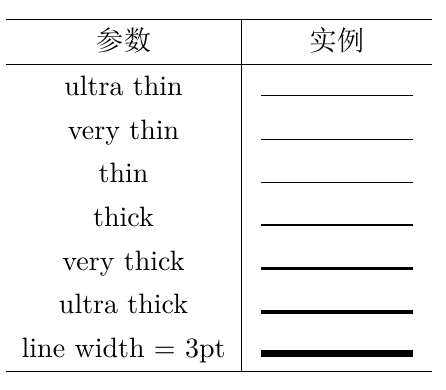 参数 实例
ultra thin
very thin
thin
thick
very thick
ultra thick
line width = 3pt